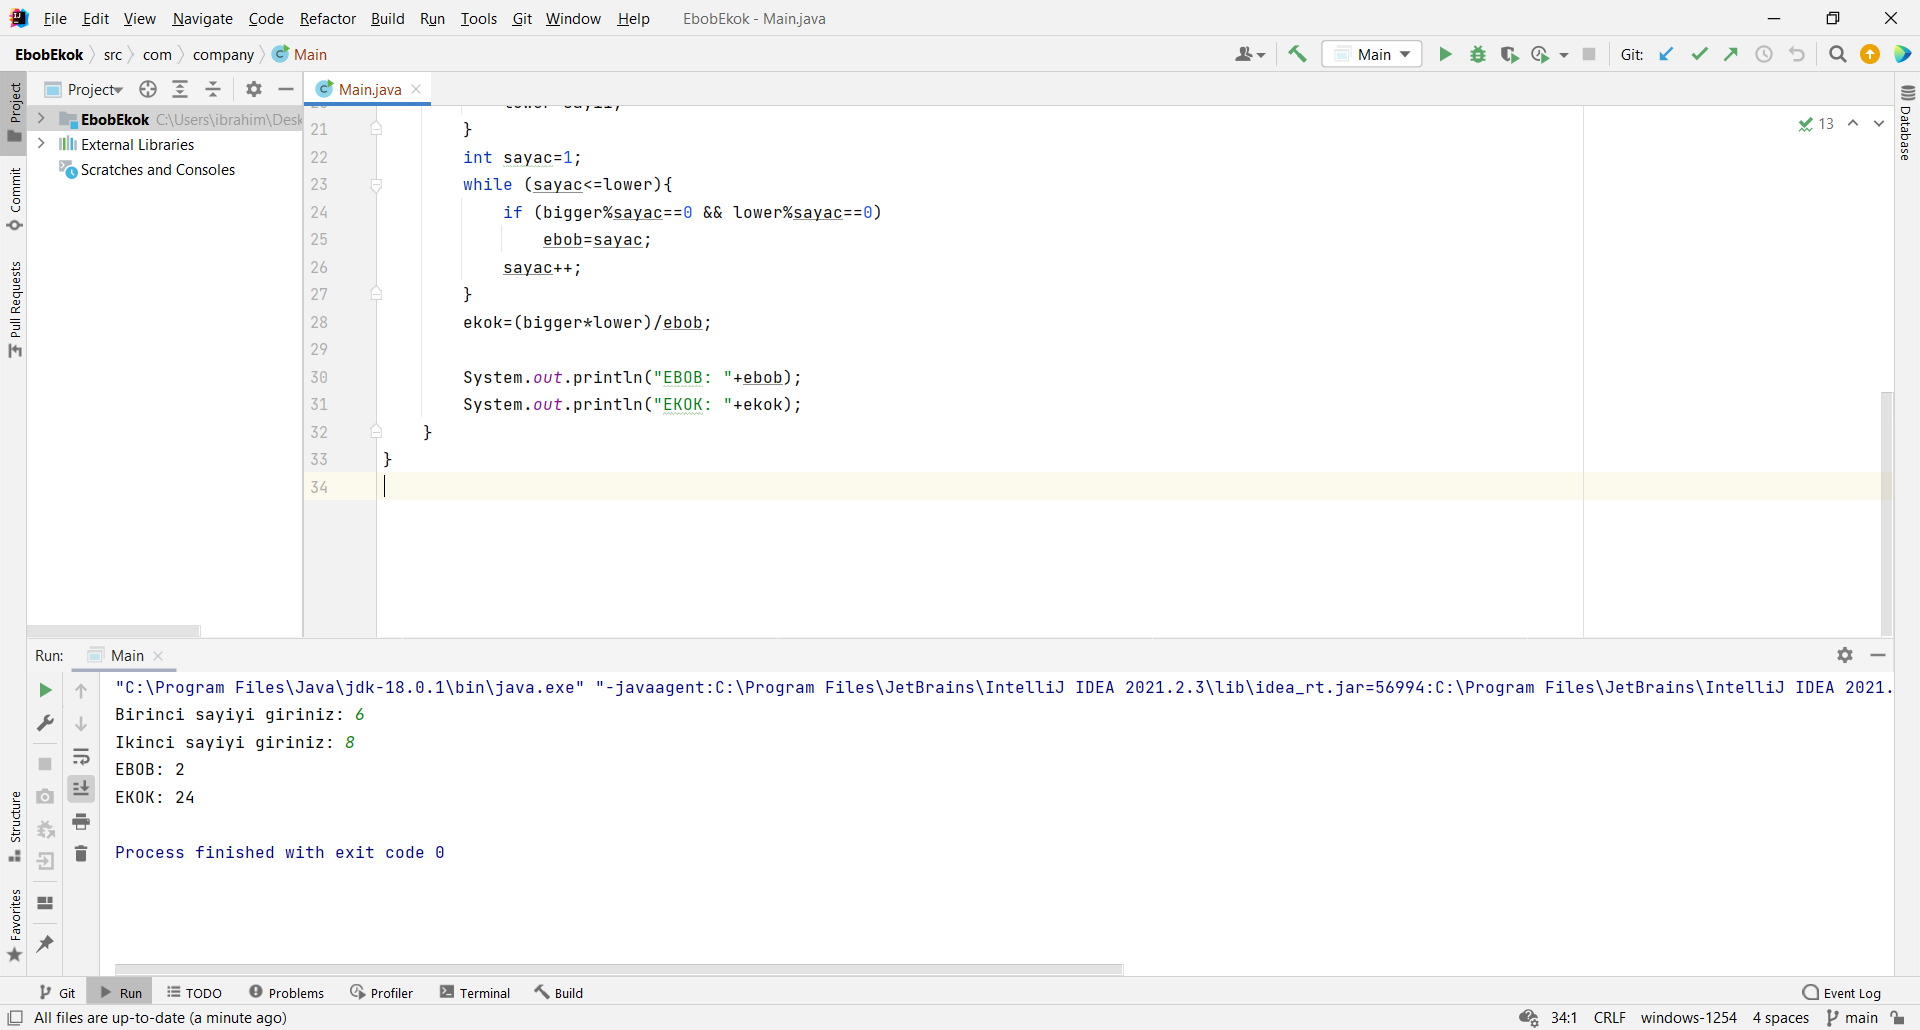 File Edit View Navigate Code Refactor Build Run Tools Git Window Help EbobEkok - Main.java
EbobEkok src com company Main
Main Git:
Project
Main.java
EbobEkok C:\Users\ibrahim\Desk
External Libraries
Scratches and Consoles
Project
Commit
Pull Requests
Structure
Favorites
Database
13
21 }
22 int sayac=1;
23 while (sayac<=lower){
24 if (bigger%sayac==0 && lower%sayac==0)
25 ebob=sayac;
26 sayac++;
27 }
28 ekok=(bigger*lower)/ebob;
29
30 System.out.println("EBOB: "+ebob);
31 System.out.println("EKOK: "+ekok);
32 }
33 }
34
Run: Main
"C:\Program Files\Java\jdk-18.0.1\bin\java.exe" "-javaagent:C:\Program Files\JetBrains\IntelliJ IDEA 2021.2.3\lib\idea_rt.jar=56994:C:\Program Files\JetBrains\IntelliJ IDEA 2021.
Birinci sayiyi giriniz: 6
Ikinci sayiyi giriniz: 8
EBOB: 2
EKOK: 24
Process finished with exit code 0
Git Run TODO Problems Profiler Terminal Build Event Log
All files are up-to-date (a minute ago) 34:1 CRLF windows-1254 4 spaces main